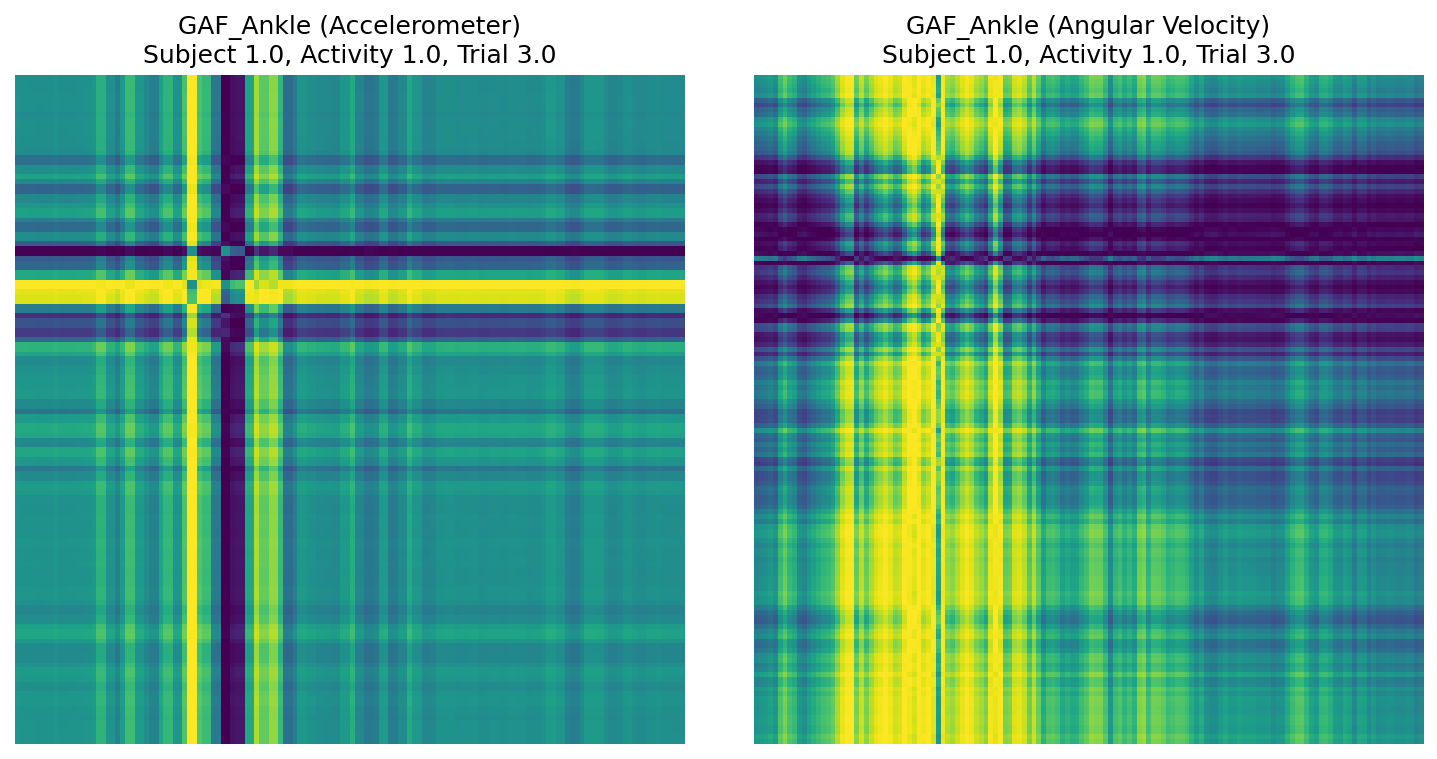 GAF_Ankle (Accelerometer)
Subject 1.0, Activity 1.0, Trial 3.0
GAF_Ankle (Angular Velocity)
Subject 1.0, Activity 1.0, Trial 3.0